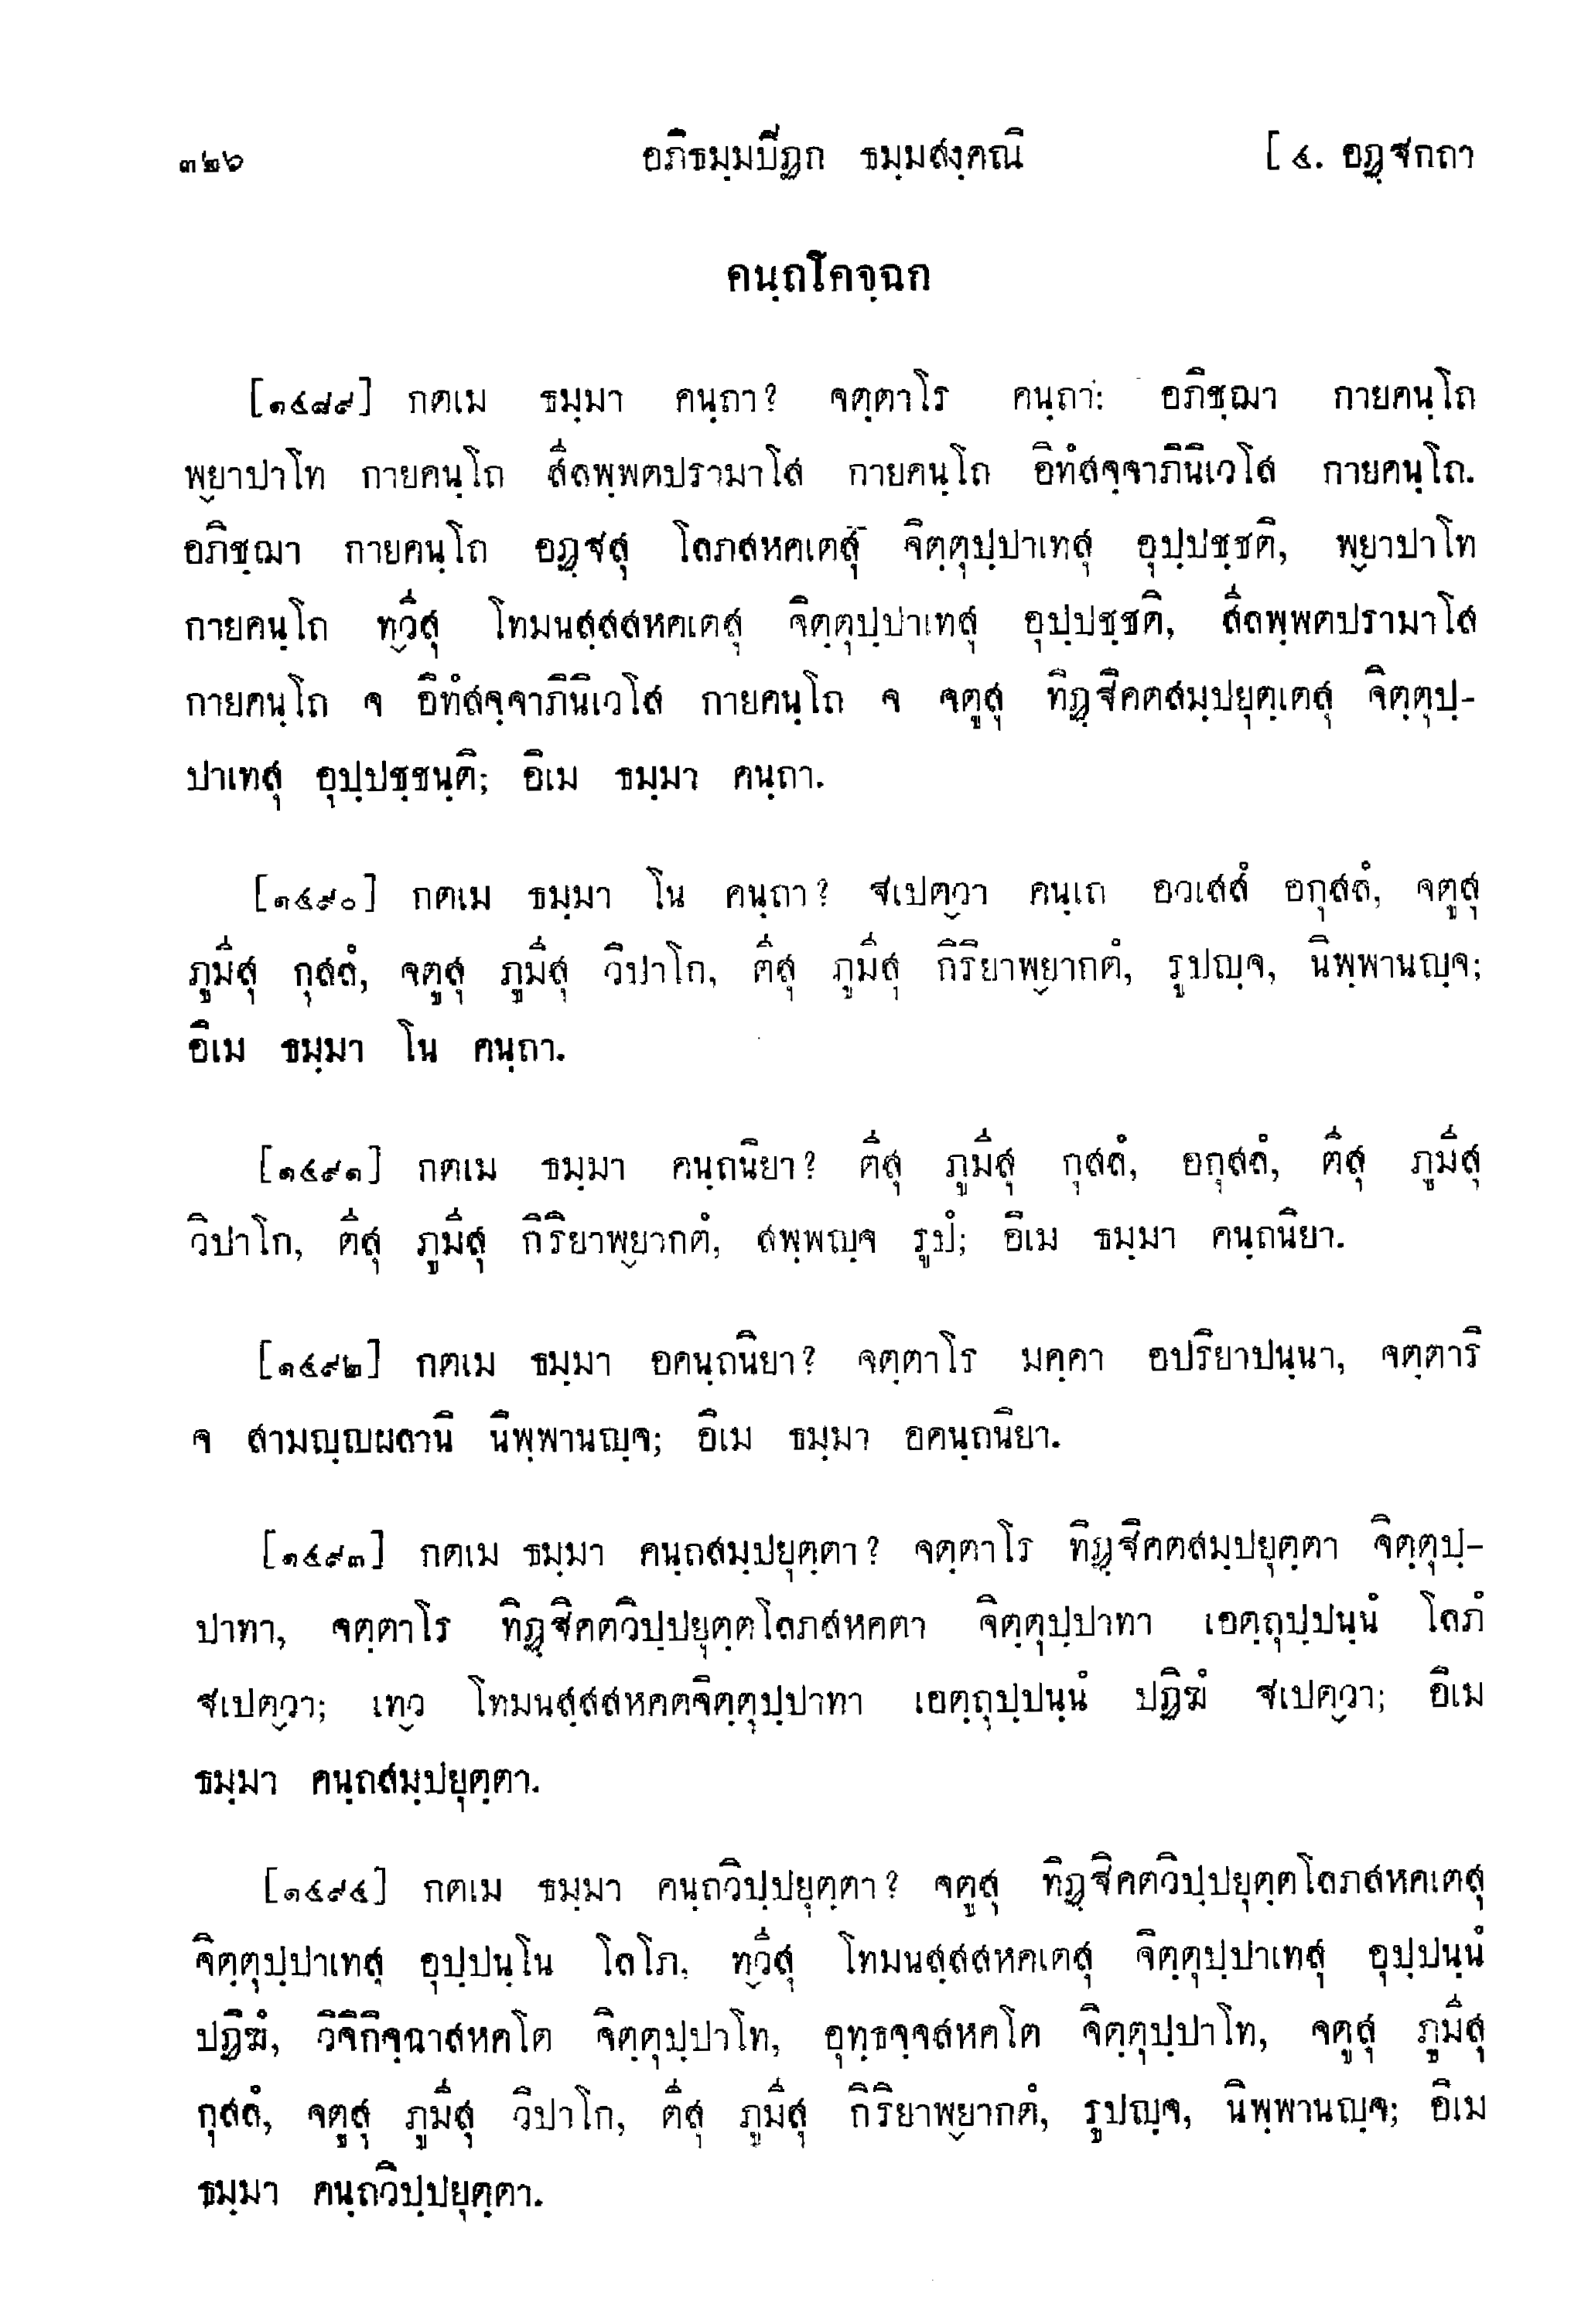 ๓๒๖ อภิธมฺมปิฏก ธมฺมสงฺคณี [ ๔. อฏฺฐกถา
คนฺถโคจฺฉก
[๑๔๘๙] กตเม ธมฺมา คนฺถา? จตฺตาโร คนฺถา: อภิชฺฌา กายคนฺโถ
พฺยาปาโท กายคนฺโถ สีลพฺพตปรามาโส กายคนฺโถ อิทํสจฺจาภินิเวโส กายคนฺโถ.
อภิชฺฌา กายคนฺโถ อฏฺฐสุ โลภสหคเตสุ จิตฺตุปฺปาเทสุ อุปฺปชฺชติ, พฺยาปาโท
กายคนฺโถ ทฺวีสุ โทมนสฺสสหคเตสุ จิตฺตุปฺปาเทสุ อุปฺปชฺชติ, สีลพฺพตปรามาโส
กายคนฺโถ จ อิทํสจฺจาภินิเวโส กายคนฺโถ จ จตูสุ ทิฏฺฐิคตสมฺปยุตฺเตสุ จิตฺตุปฺ-
ปาเทสุ อุปฺปชฺชนฺติ; อิเม ธมฺมา คนฺถา.
[๑๔๙๐] กตเม ธมฺมา โน คนฺถา? ฐเปตฺวา คนฺเถ อวเสสํ อกุสลํ, จตูสุ
ภูมีสุ กุสลํ, จตูสุ ภูมีสุ วิปาโก, ตีสุ ภูมีสุ กิริยาพฺยากตํ, รูปญฺจ, นิพฺพานญฺจ;
อิเม ธมฺมา โน คนฺถา.
[๑๔๙๑] กตเม ธมฺมา คนฺถนิยา? ตีสุ ภูมีสุ กุสลํ, อกุสลํ, ตีสุ ภูมีสุ
วิปาโก, ตีสุ ภูมีสุ กิริยาพฺยากตํ, สพฺพญฺจ รูปํ; อิเม ธมฺมา คนฺถนิยา.
[๑๔๙๒] กตเม ธมฺมา อคนฺถนิยา? จตฺตาโร มคฺคา อปริยาปนฺนา, จตฺตาริ
จ สามญฺญผลานิ นิพฺพานญฺจ; อิเม ธมฺมา อคนฺถนิยา.
[๑๔๙๓] กตเม ธมฺมา คนฺถสมฺปยุตฺตา? จตฺตาโร ทิฏฺฐิคตสมฺปยุตฺตา จิตฺตุปฺ-
ปาทา, จตฺตาโร ทิฏฺฐิคตวิปฺปยุตฺตโลภสหคตา จิตฺตุปฺปาทา เอตฺถุปฺปนฺนํ โลภํ
ฐเปตฺวา; เทฺว โทมนสฺสสหคตจิตฺตุปฺปาทา เอตฺถุปฺปนฺนํ ปฏิฆํ ฐเปตฺวา; อิเม
ธมฺมา คนฺถสมฺปยุตฺตา.
[๑๔๙๔] กตเม ธมฺมา คนฺถวิปฺปยุตฺตา? จตูสุ ทิฏฺฐิคตวิปฺปยุตฺตโลภสหคเตสุ
จิตฺตุปฺปาเทสุ อุปฺปนฺโน โลโภ, ทฺวีสุ โทมนสฺสสหคเตสุ จิตฺตุปฺปาเทสุ อุปฺปนฺนํ
ปฏิฆํ, วิจิกิจฺฉาสหคโต จิตฺตุปฺปาโท, อุทฺธจฺจสหคโต จิตฺตุปฺปาโท, จตูสุ ภูมีสุ
กุสลํ, จตูสุ ภูมีสุ วิปาโก, ตีสุ ภูมีสุ กิริยาพฺยากตํ, รูปญฺจ, นิพฺพานญฺจ; อิเม
ธมฺมา คนฺถวิปฺปยุตฺตา.